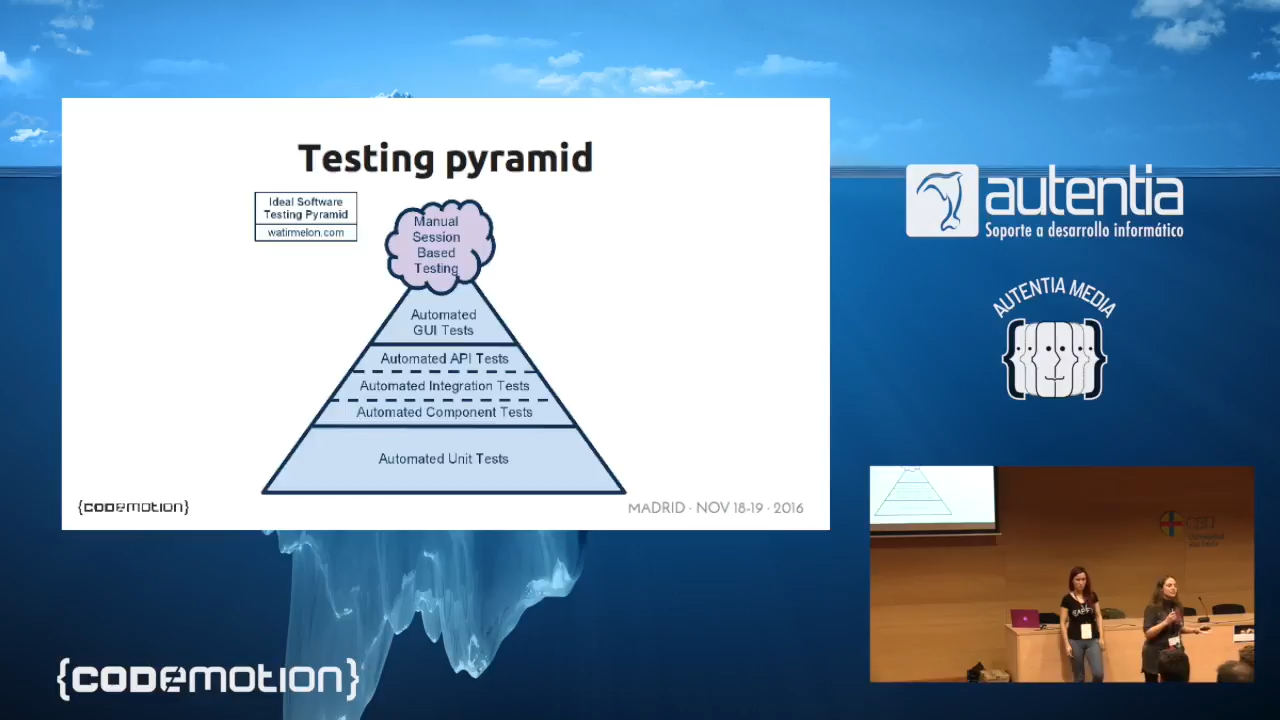 Testing pyramid
Ideal Software
Testing Pyramid
watirmelon.com
Manual
Session
Based
Testing
Automated
GUI Tests
Automated API Tests
Automated Integration Tests
Automated Component Tests
Automated Unit Tests
{CODEMOTION}
MADRID · NOV 18-19 · 2016
autentia
Soporte a desarrollo informático
AUTENTIA MEDIA
CEU
{CODEMOTION}